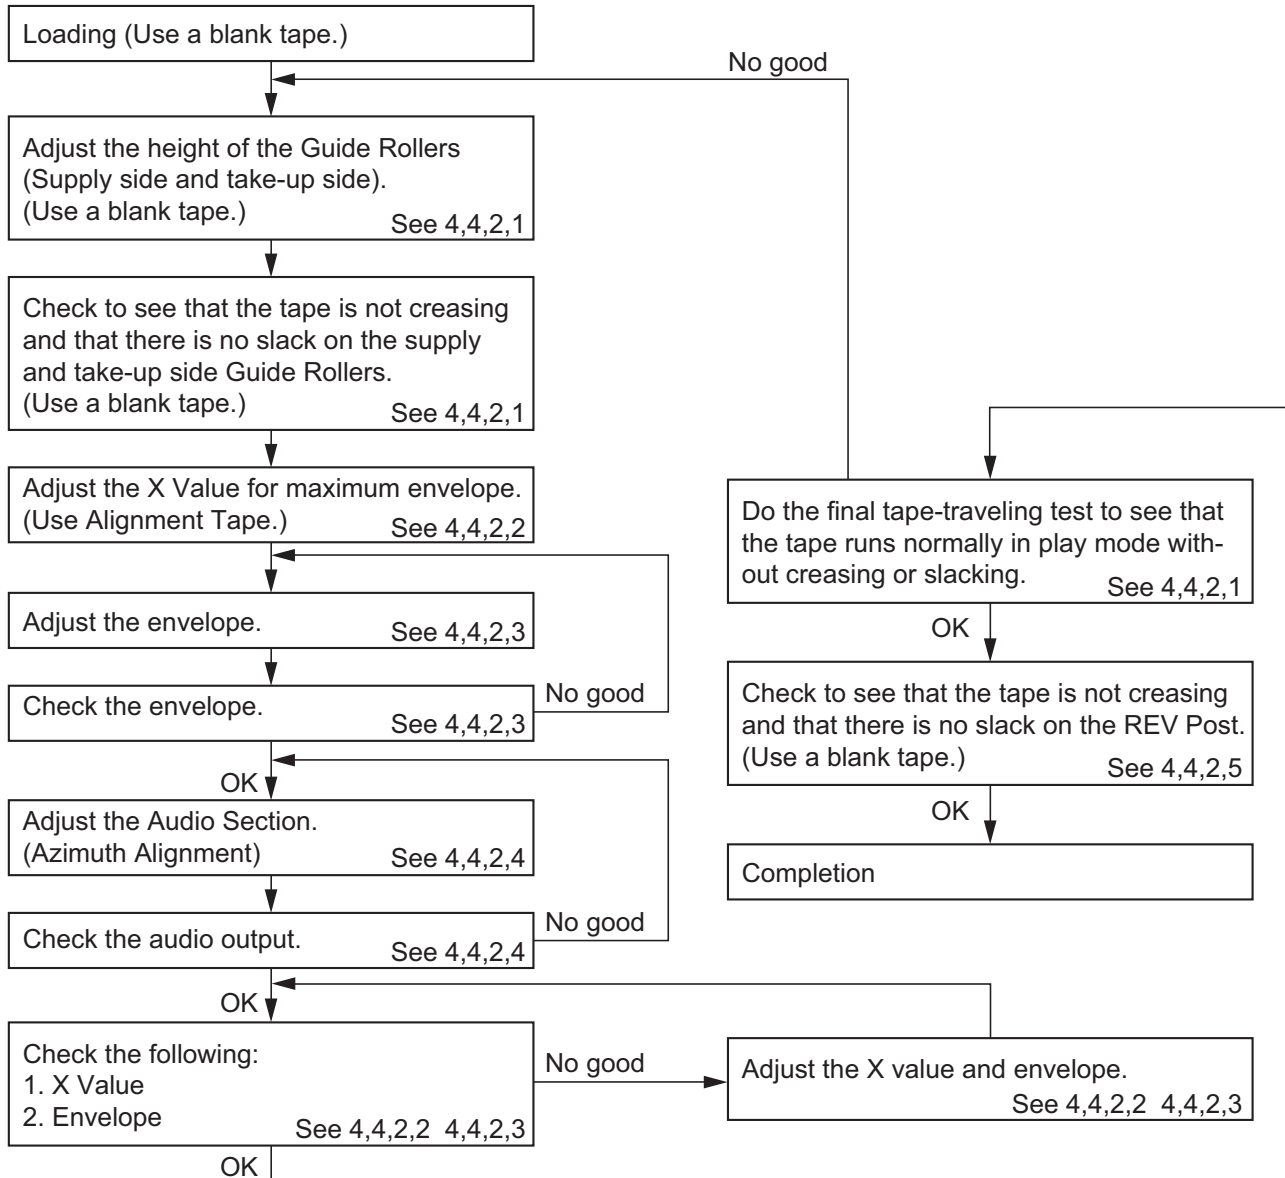 Loading (Use a blank tape.)
No good
Adjust the height of the Guide Rollers
(Supply side and take-up side).
(Use a blank tape.)
See 4,4,2,1
Check to see that the tape is not creasing
and that there is no slack on the supply
and take-up side Guide Rollers.
(Use a blank tape.)
See 4,4,2,1
Adjust the X Value for maximum envelope.
(Use Alignment Tape.)
See 4,4,2,2
Adjust the envelope.
See 4,4,2,3
Check the envelope.
See 4,4,2,3
No good
OK
Adjust the Audio Section.
(Azimuth Alignment)
See 4,4,2,4
Check the audio output.
See 4,4,2,4
No good
OK
Check the following:
1. X Value
2. Envelope
See 4,4,2,2 4,4,2,3
No good
OK
Adjust the X value and envelope.
See 4,4,2,2 4,4,2,3
Do the final tape-traveling test to see that
the tape runs normally in play mode with-
out creasing or slacking.
See 4,4,2,1
OK
Check to see that the tape is not creasing
and that there is no slack on the REV Post.
(Use a blank tape.)
See 4,4,2,5
OK
Completion